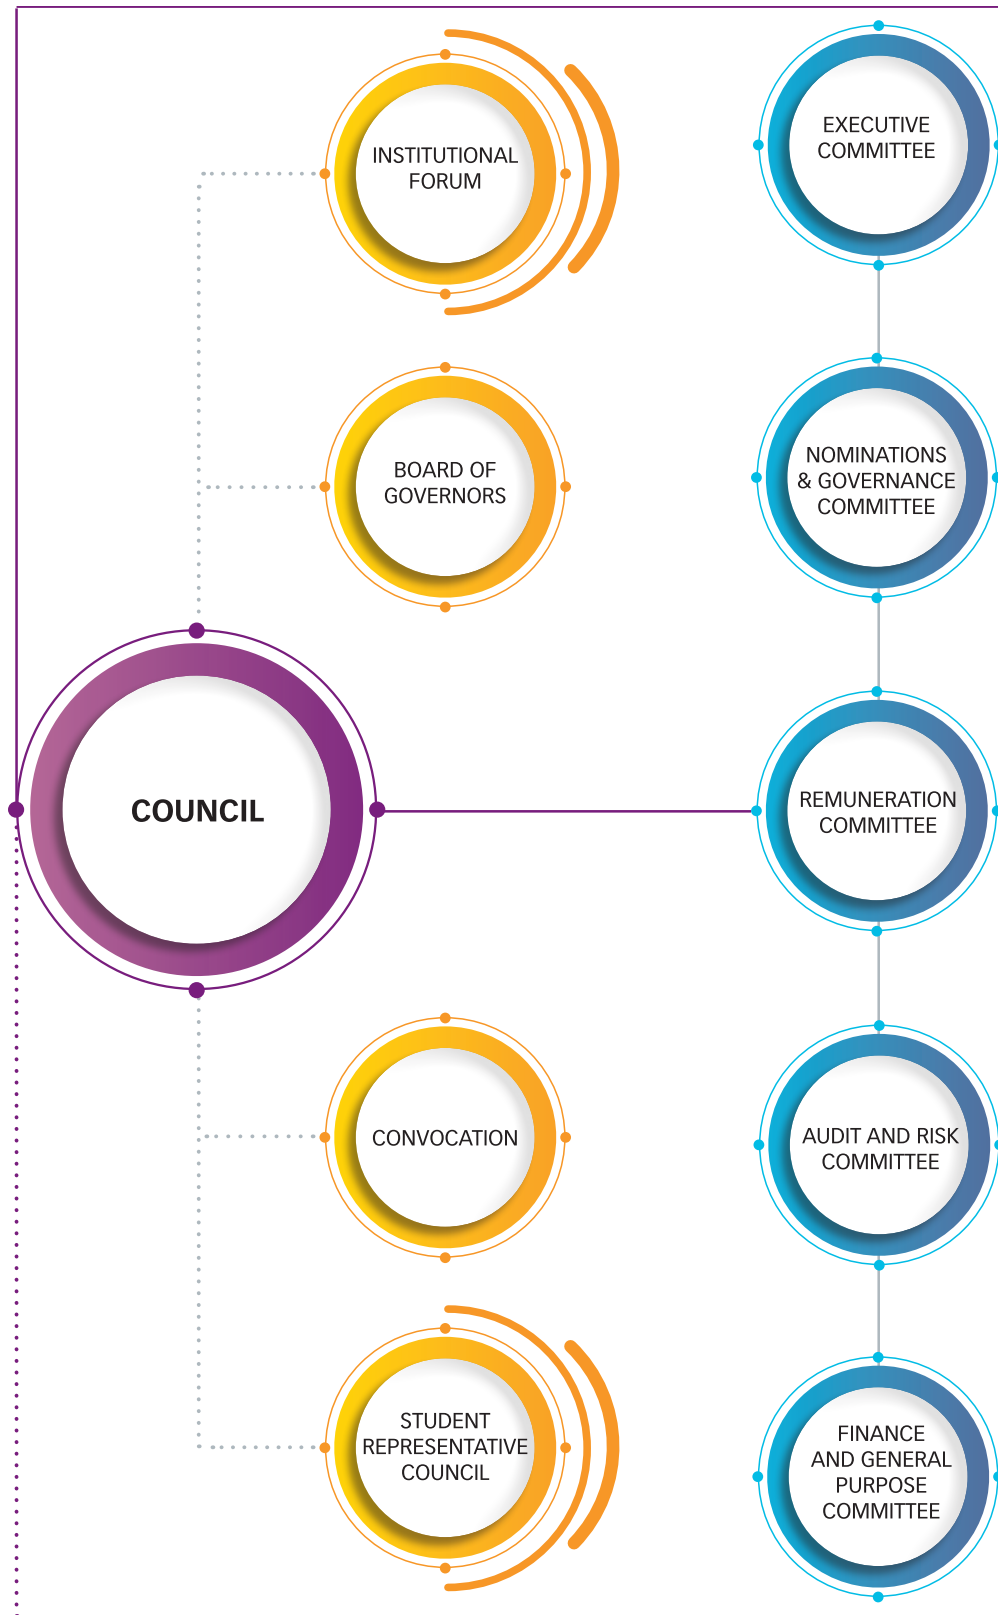 INSTITUTIONAL
FORUM
BOARD OF
GOVERNORS
COUNCIL
CONVOCATION
STUDENT
REPRESENTATIVE
COUNCIL
EXECUTIVE
COMMITTEE
NOMINATIONS
& GOVERNANCE
COMMITTEE
REMUNERATION
COMMITTEE
AUDIT AND RISK
COMMITTEE
FINANCE
AND GENERAL
PURPOSE
COMMITTEE